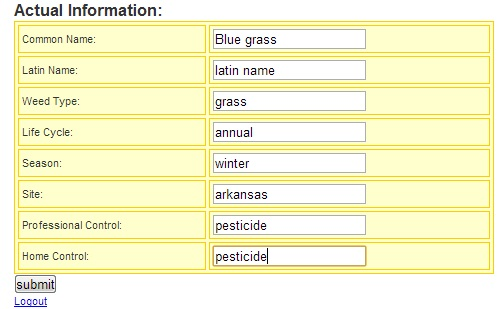 Actual Information:
Common Name: Blue grass
Latin Name: latin name
Weed Type: grass
Life Cycle: annual
Season: winter
Site: arkansas
Professional Control: pesticide
Home Control: pesticide
submit
Logout